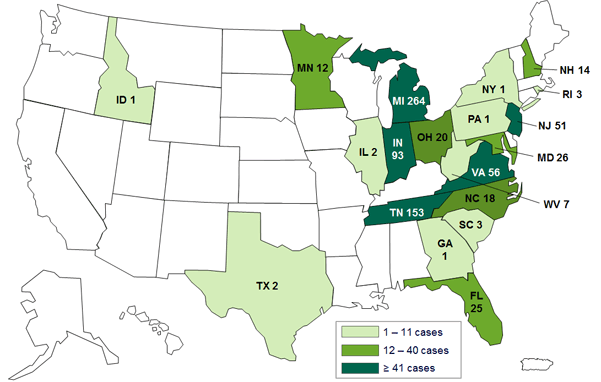 MN 12
NH 14
ID 1
NY 1
RI 3
MI 264
PA 1
NJ 51
OH 20
IL 2
IN
93
MD 26
VA 56
WV 7
NC 18
TN 153
SC 3
GA
1
TX 2
FL
25
1 – 11 cases
12 – 40 cases
≥ 41 cases